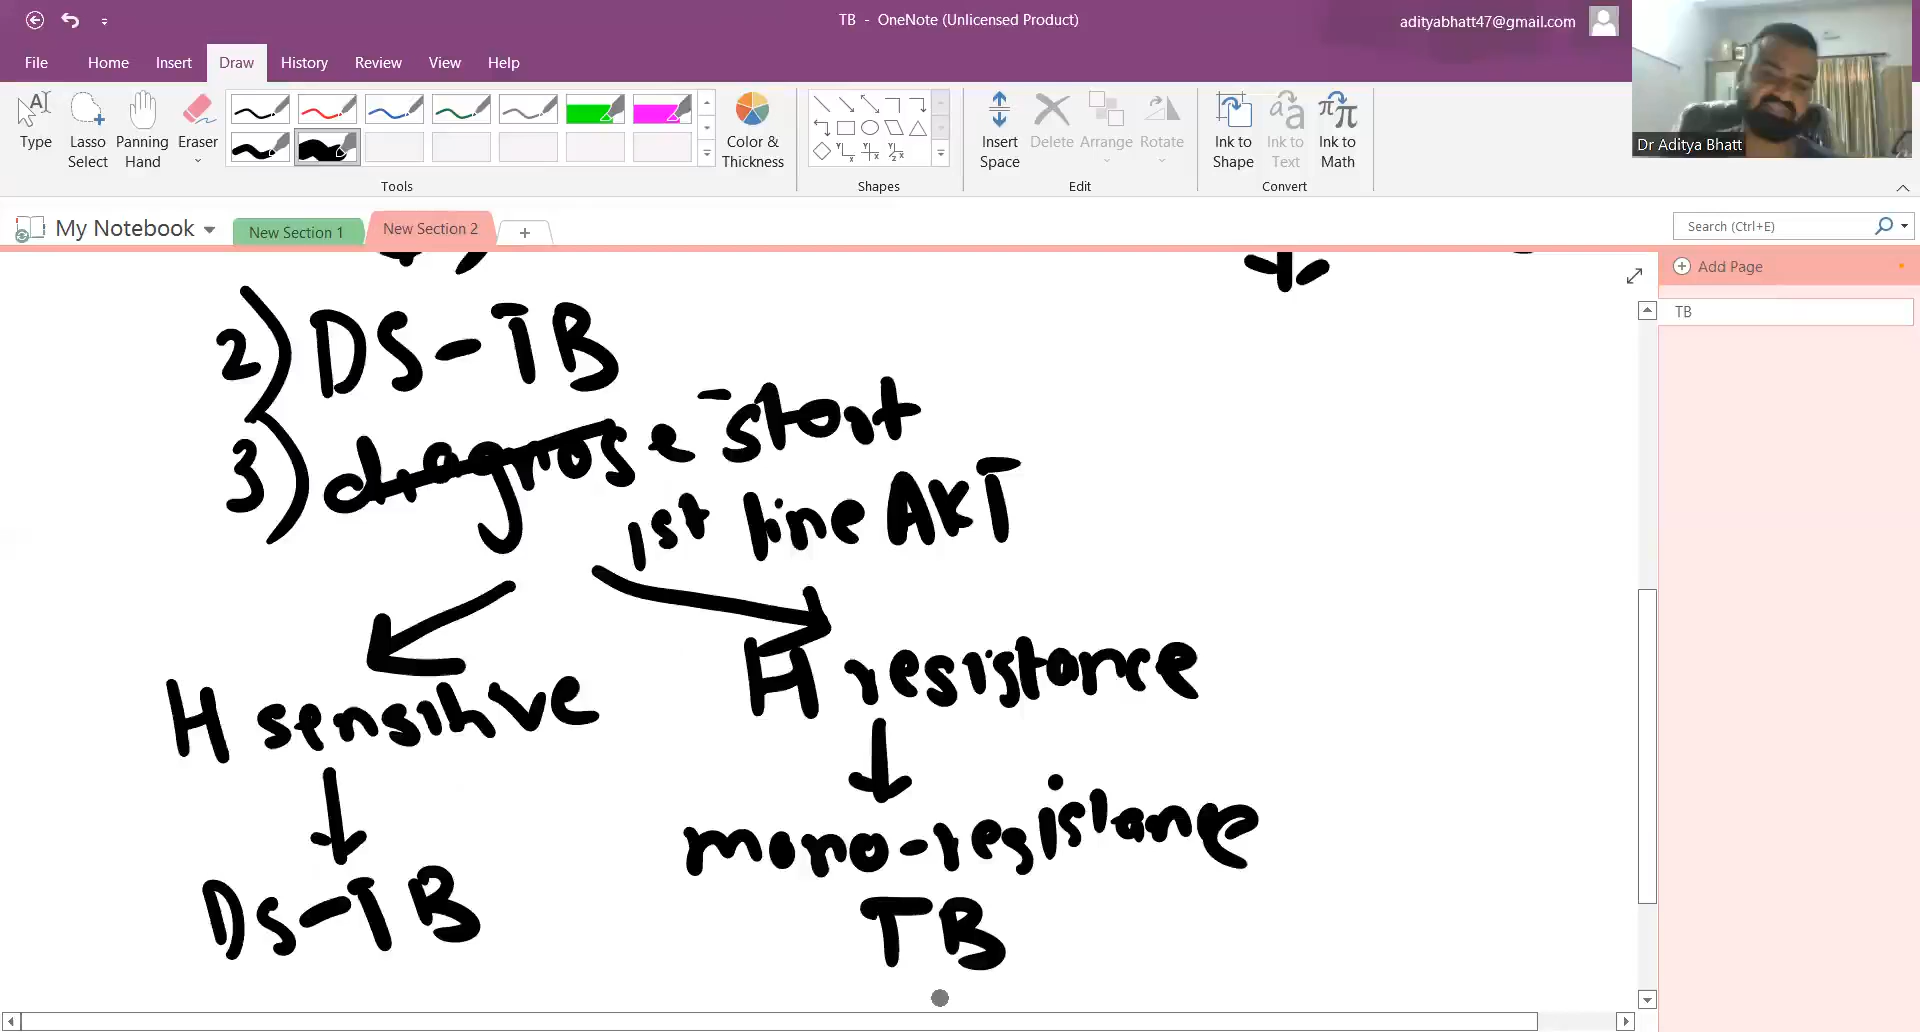 TB - OneNote (Unlicensed Product)
adityabhatt47@gmail.com
File Home Insert Draw History Review View Help
Type
Lasso Select
Panning Hand
Eraser
Color & Thickness
Insert Space
Delete
Arrange
Rotate
Ink to Shape
Ink to Text
Ink to Math
Tools
Shapes
Edit
Convert
Dr Aditya Bhatt
My Notebook
New Section 1
New Section 2
Search (Ctrl+E)
Add Page
TB
2) DS-TB
3) diagnose - start
1st line AKT
H sensitive
H resistance
DS-TB
mono-resistance
TB